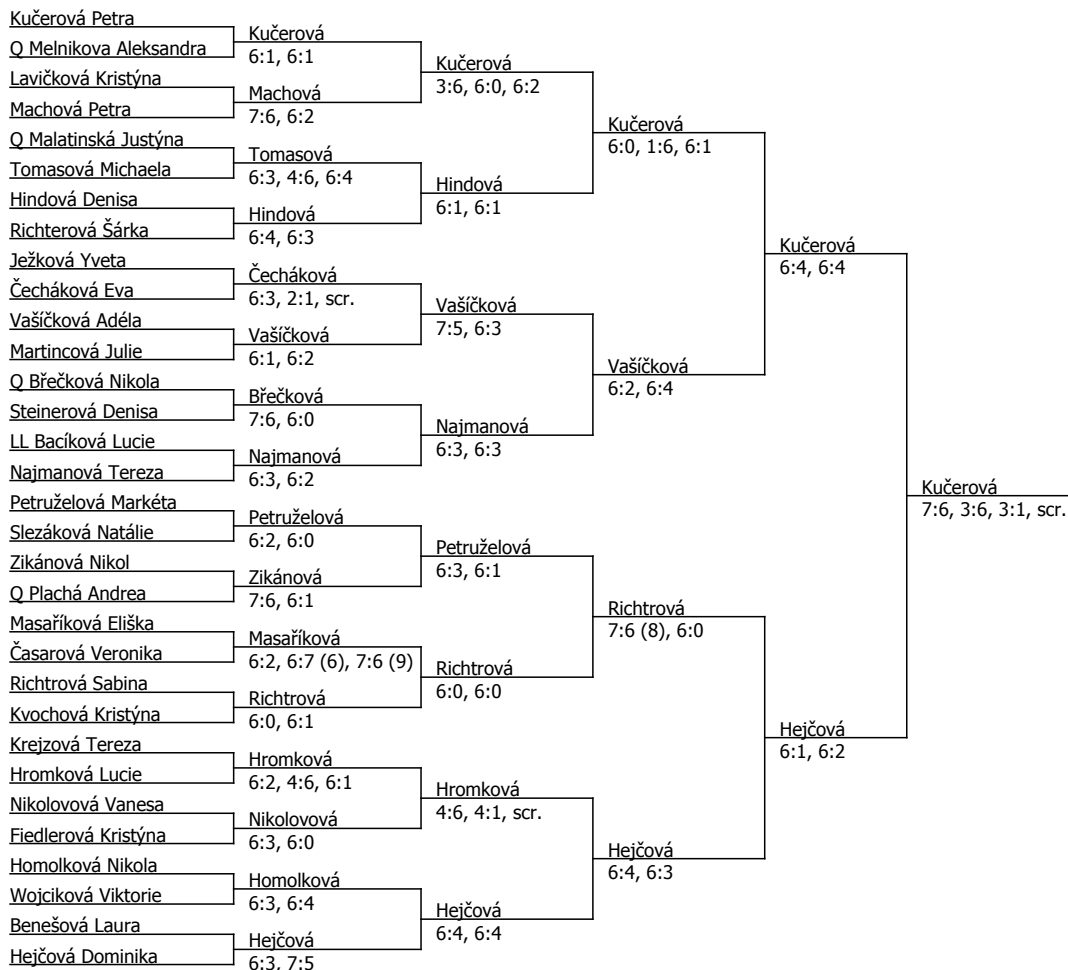 Kučerová Petra
Q Melnikova Aleksandra
Lavičková Kristýna
Machová Petra
Q Malatinská Justýna
Tomasová Michaela
Hindová Denisa
Richterová Šárka
Ježková Yveta
Čecháková Eva
Vašíčková Adéla
Martincová Julie
Q Břečková Nikola
Steinerová Denisa
LL Bacíková Lucie
Najmanová Tereza
Petruželová Markéta
Slezáková Natálie
Zikánová Nikol
Q Plachá Andrea
Masaříková Eliška
Časarová Veronika
Richtrová Sabina
Kvochová Kristýna
Krejzová Tereza
Hromková Lucie
Nikolovová Vanesa
Fiedlerová Kristýna
Homolková Nikola
Wojciková Viktorie
Benešová Laura
Hejčová Dominika
Kučerová
6:1, 6:1
Machová
7:6, 6:2
Tomasová
6:3, 4:6, 6:4
Hindová
6:4, 6:3
Čecháková
6:3, 2:1, scr.
Vašíčková
6:1, 6:2
Břečková
7:6, 6:0
Najmanová
6:3, 6:2
Petruželová
6:2, 6:0
Zikánová
7:6, 6:1
Masaříková
6:2, 6:7 (6), 7:6 (9)
Richtrová
6:0, 6:1
Hromková
6:2, 4:6, 6:1
Nikolovová
6:3, 6:0
Homolková
6:3, 6:4
Hejčová
6:3, 7:5
Kučerová
3:6, 6:0, 6:2
Hindová
6:1, 6:1
Vašíčková
7:5, 6:3
Najmanová
6:3, 6:3
Petruželová
6:3, 6:1
Richtrová
6:0, 6:0
Hromková
4:6, 4:1, scr.
Hejčová
6:4, 6:4
Kučerová
6:0, 1:6, 6:1
Vašíčková
6:2, 6:4
Richtrová
7:6 (8), 6:0
Hejčová
6:4, 6:3
Kučerová
6:4, 6:4
Hejčová
6:1, 6:2
Kučerová
7:6, 3:6, 3:1, scr.